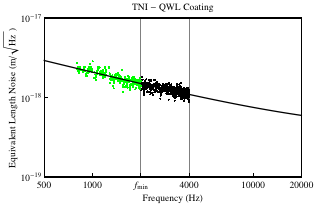 TNI − QWL Coating
Equivalent Length Noise (m/√Hz)
10⁻¹⁷
10⁻¹⁸
10⁻¹⁹
500 1000 f_min 4000 10000 20000
Frequency (Hz)